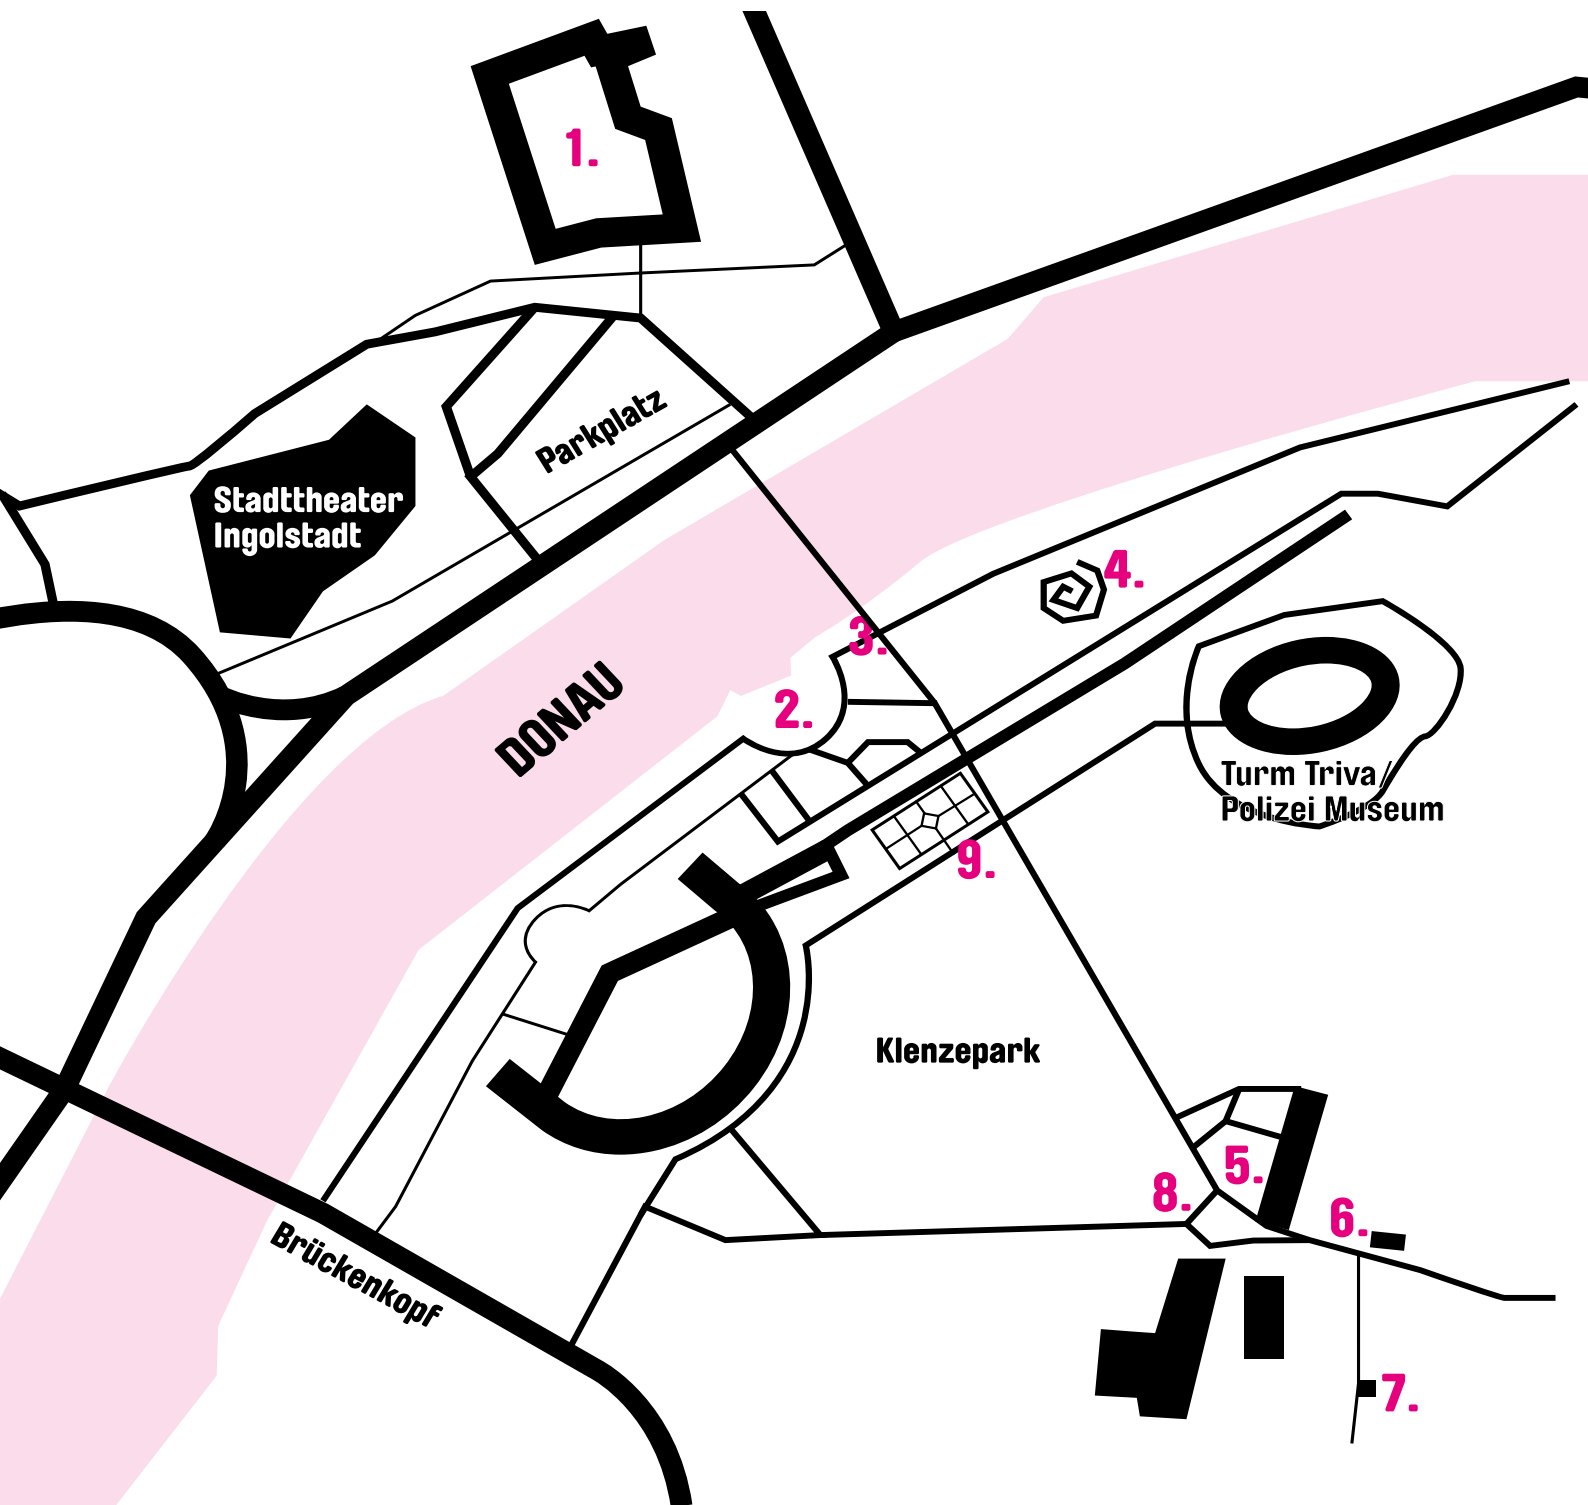 1.
Parkplatz
Stadttheater
Ingolstadt
4.
3.
DONAU
2.
Turm Triva/
Polizei Museum
9.
Klenzepark
5.
8.
6.
Brückenkopf
7.